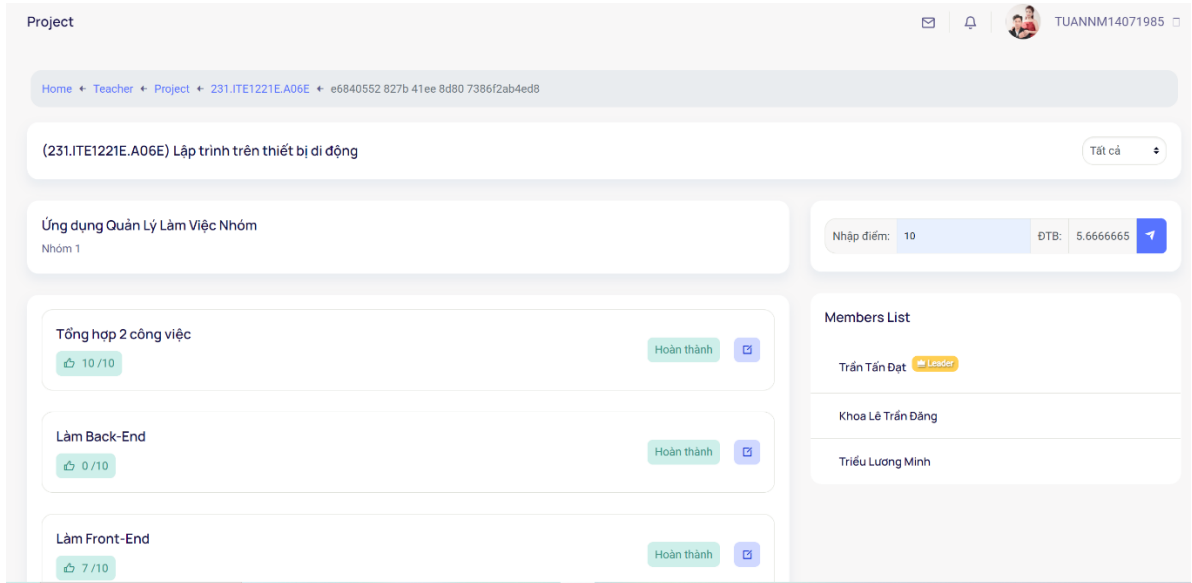 Project
TUANNM14071985
Home
Teacher
Project
231.ITE1221E.A06E
e6840552 827b 41ee 8d80 7386f2ab4ed8
(231.ITE1221E.A06E) Lập trình trên thiết bị di động
Tất cả
Ứng dụng Quản Lý Làm Việc Nhóm
Nhóm 1
Nhập điểm: 10 ĐTB: 5.6666665
Tổng hợp 2 công việc
10 /10
Hoàn thành
Làm Back-End
0 /10
Hoàn thành
Làm Front-End
7 /10
Hoàn thành
Members List
Trần Tấn Đạt Leader
Khoa Lê Trần Đăng
Triều Lương Minh